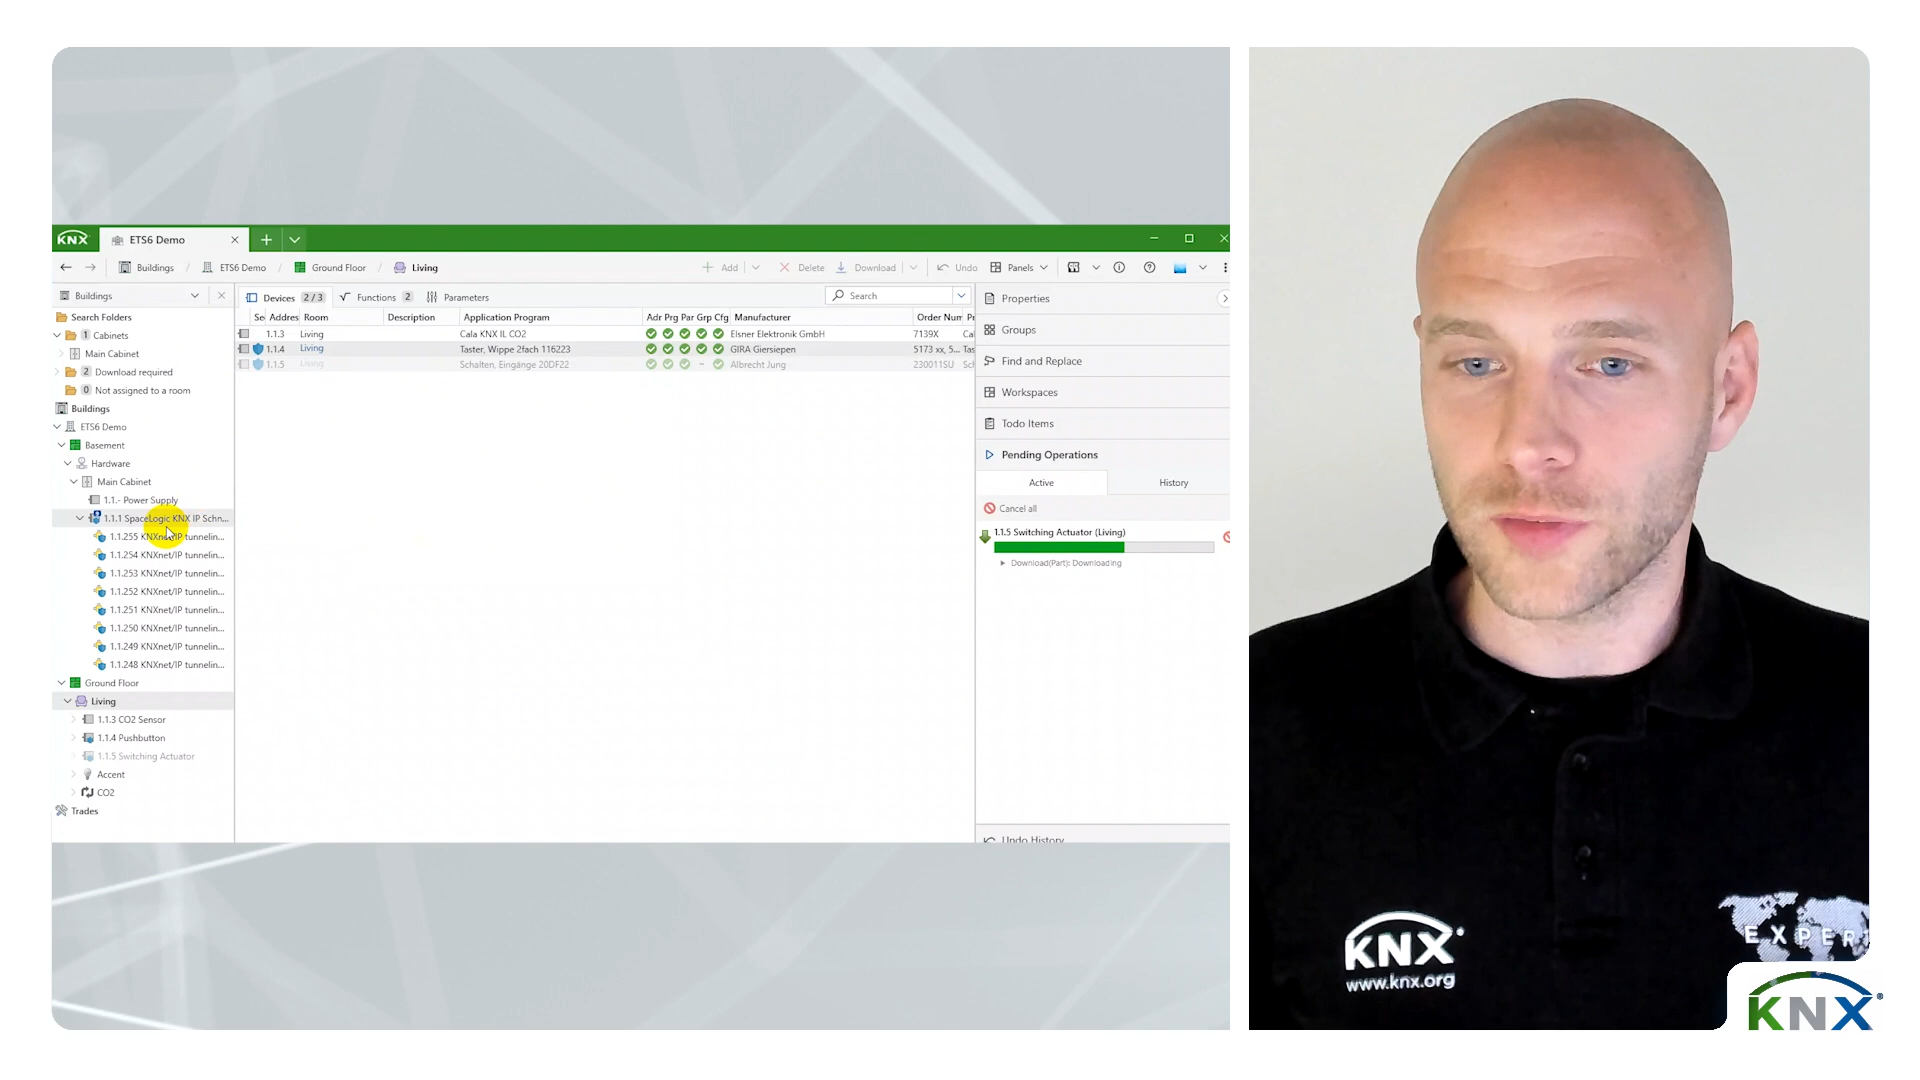 KNX
ETS6 Demo
Buildings / ETS6 Demo / Ground Floor / Living
Add
Delete
Download
Undo
Panels
Buildings
Search Folders
1 Cabinets
Main Cabinet
2 Download required
0 Not assigned to a room
Buildings
ETS6 Demo
Basement
Hardware
Main Cabinet
1.1.- Power Supply
1.1.1 SpaceLogic KNX IP Schn...
1.1.255 KNXnet/IP tunnelin...
1.1.254 KNXnet/IP tunnelin...
1.1.253 KNXnet/IP tunnelin...
1.1.252 KNXnet/IP tunnelin...
1.1.251 KNXnet/IP tunnelin...
1.1.250 KNXnet/IP tunnelin...
1.1.249 KNXnet/IP tunnelin...
1.1.248 KNXnet/IP tunnelin...
Ground Floor
Living
1.1.3 CO2 Sensor
1.1.4 Pushbutton
1.1.5 Switching Actuator
Accent
CO2
Trades
Devices 2/3 Functions 2 Parameters
Search
Se Addres Room Description Application Program Adr Prg Par Grp Cfg Manufacturer Order Num Pr
1.1.3 Living Cala KNX IL CO2 Elsner Elektronik GmbH 7139X Cal
1.1.4 Living Taster, Wippe 2fach 116223 GIRA Giersiepen 5173 xx, 5... Tas
1.1.5 Living Schalten, Eingänge 20DF22 - Albrecht Jung 230011SU Sch
Properties
Groups
Find and Replace
Workspaces
Todo Items
Pending Operations
Active History
Cancel all
1.1.5 Switching Actuator (Living)
Download(Part): Downloading
Undo History
KNX
www.knx.org
EXPER
KNX